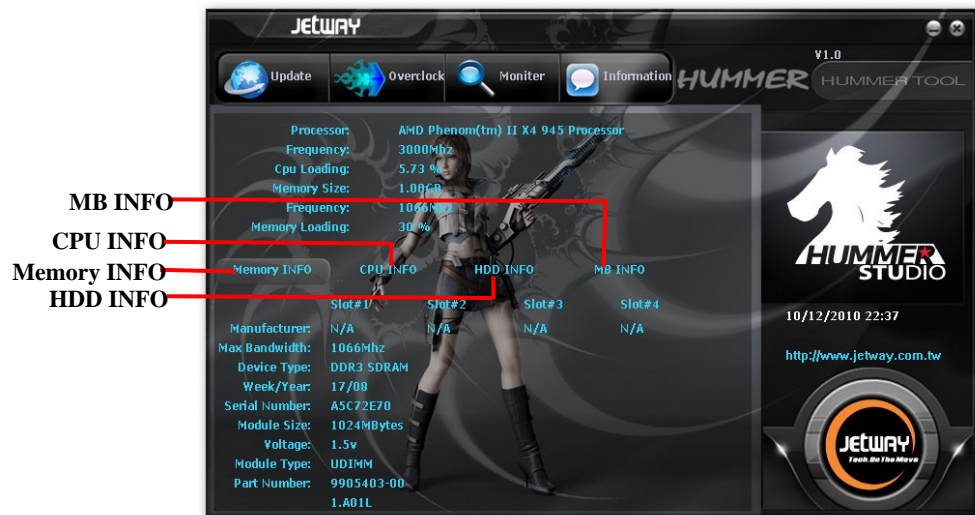 JETWAY
Update
Overclock
Moniter
Information
HUMMER
V1.0
HUMMER TOOL
Processor: AMD Phenom(tm) II X4 945 Processor
Frequency: 3000Mhz
Cpu Loading: 5.73 %
Memory Size: 1.00GB
Frequency: 1066Mhz
Memory Loading: 30 %
MB INFO
CPU INFO
Memory INFO
HDD INFO
Memory INFO CPU INFO HDD INFO MB INFO
Slot#1 Slot#2 Slot#3 Slot#4
Manufacturer: N/A N/A N/A N/A
Max Bandwidth: 1066Mhz
Device Type: DDR3 SDRAM
Week/Year: 17/08
Serial Number: A5C72E70
Module Size: 1024MBytes
Voltage: 1.5v
Module Type: UDIMM
Part Number: 9905403-00
1.A01L
HUMMER
STUDIO
10/12/2010 22:37
http://www.jetway.com.tw
JETWAY
Tech.On The Move